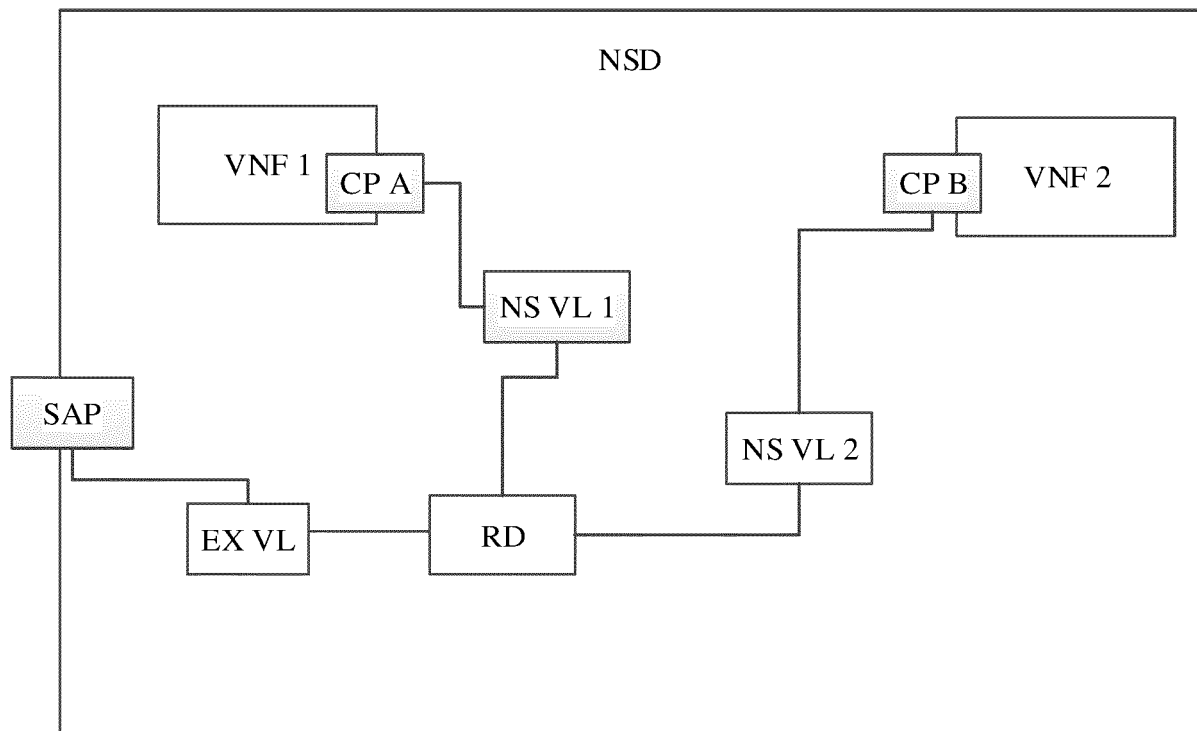 NSD
VNF 1
CP A
CP B
VNF 2
NS VL 1
SAP
NS VL 2
EX VL
RD